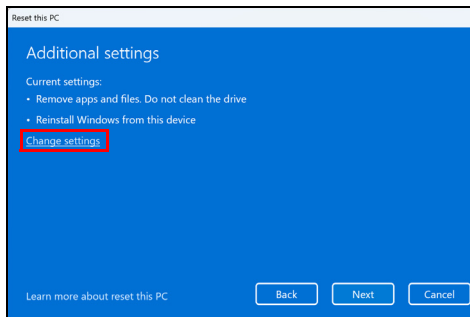 Reset this PC
Additional settings
Current settings:
• Remove apps and files. Do not clean the drive
• Reinstall Windows from this device
Change settings
Learn more about reset this PC
Back
Next
Cancel